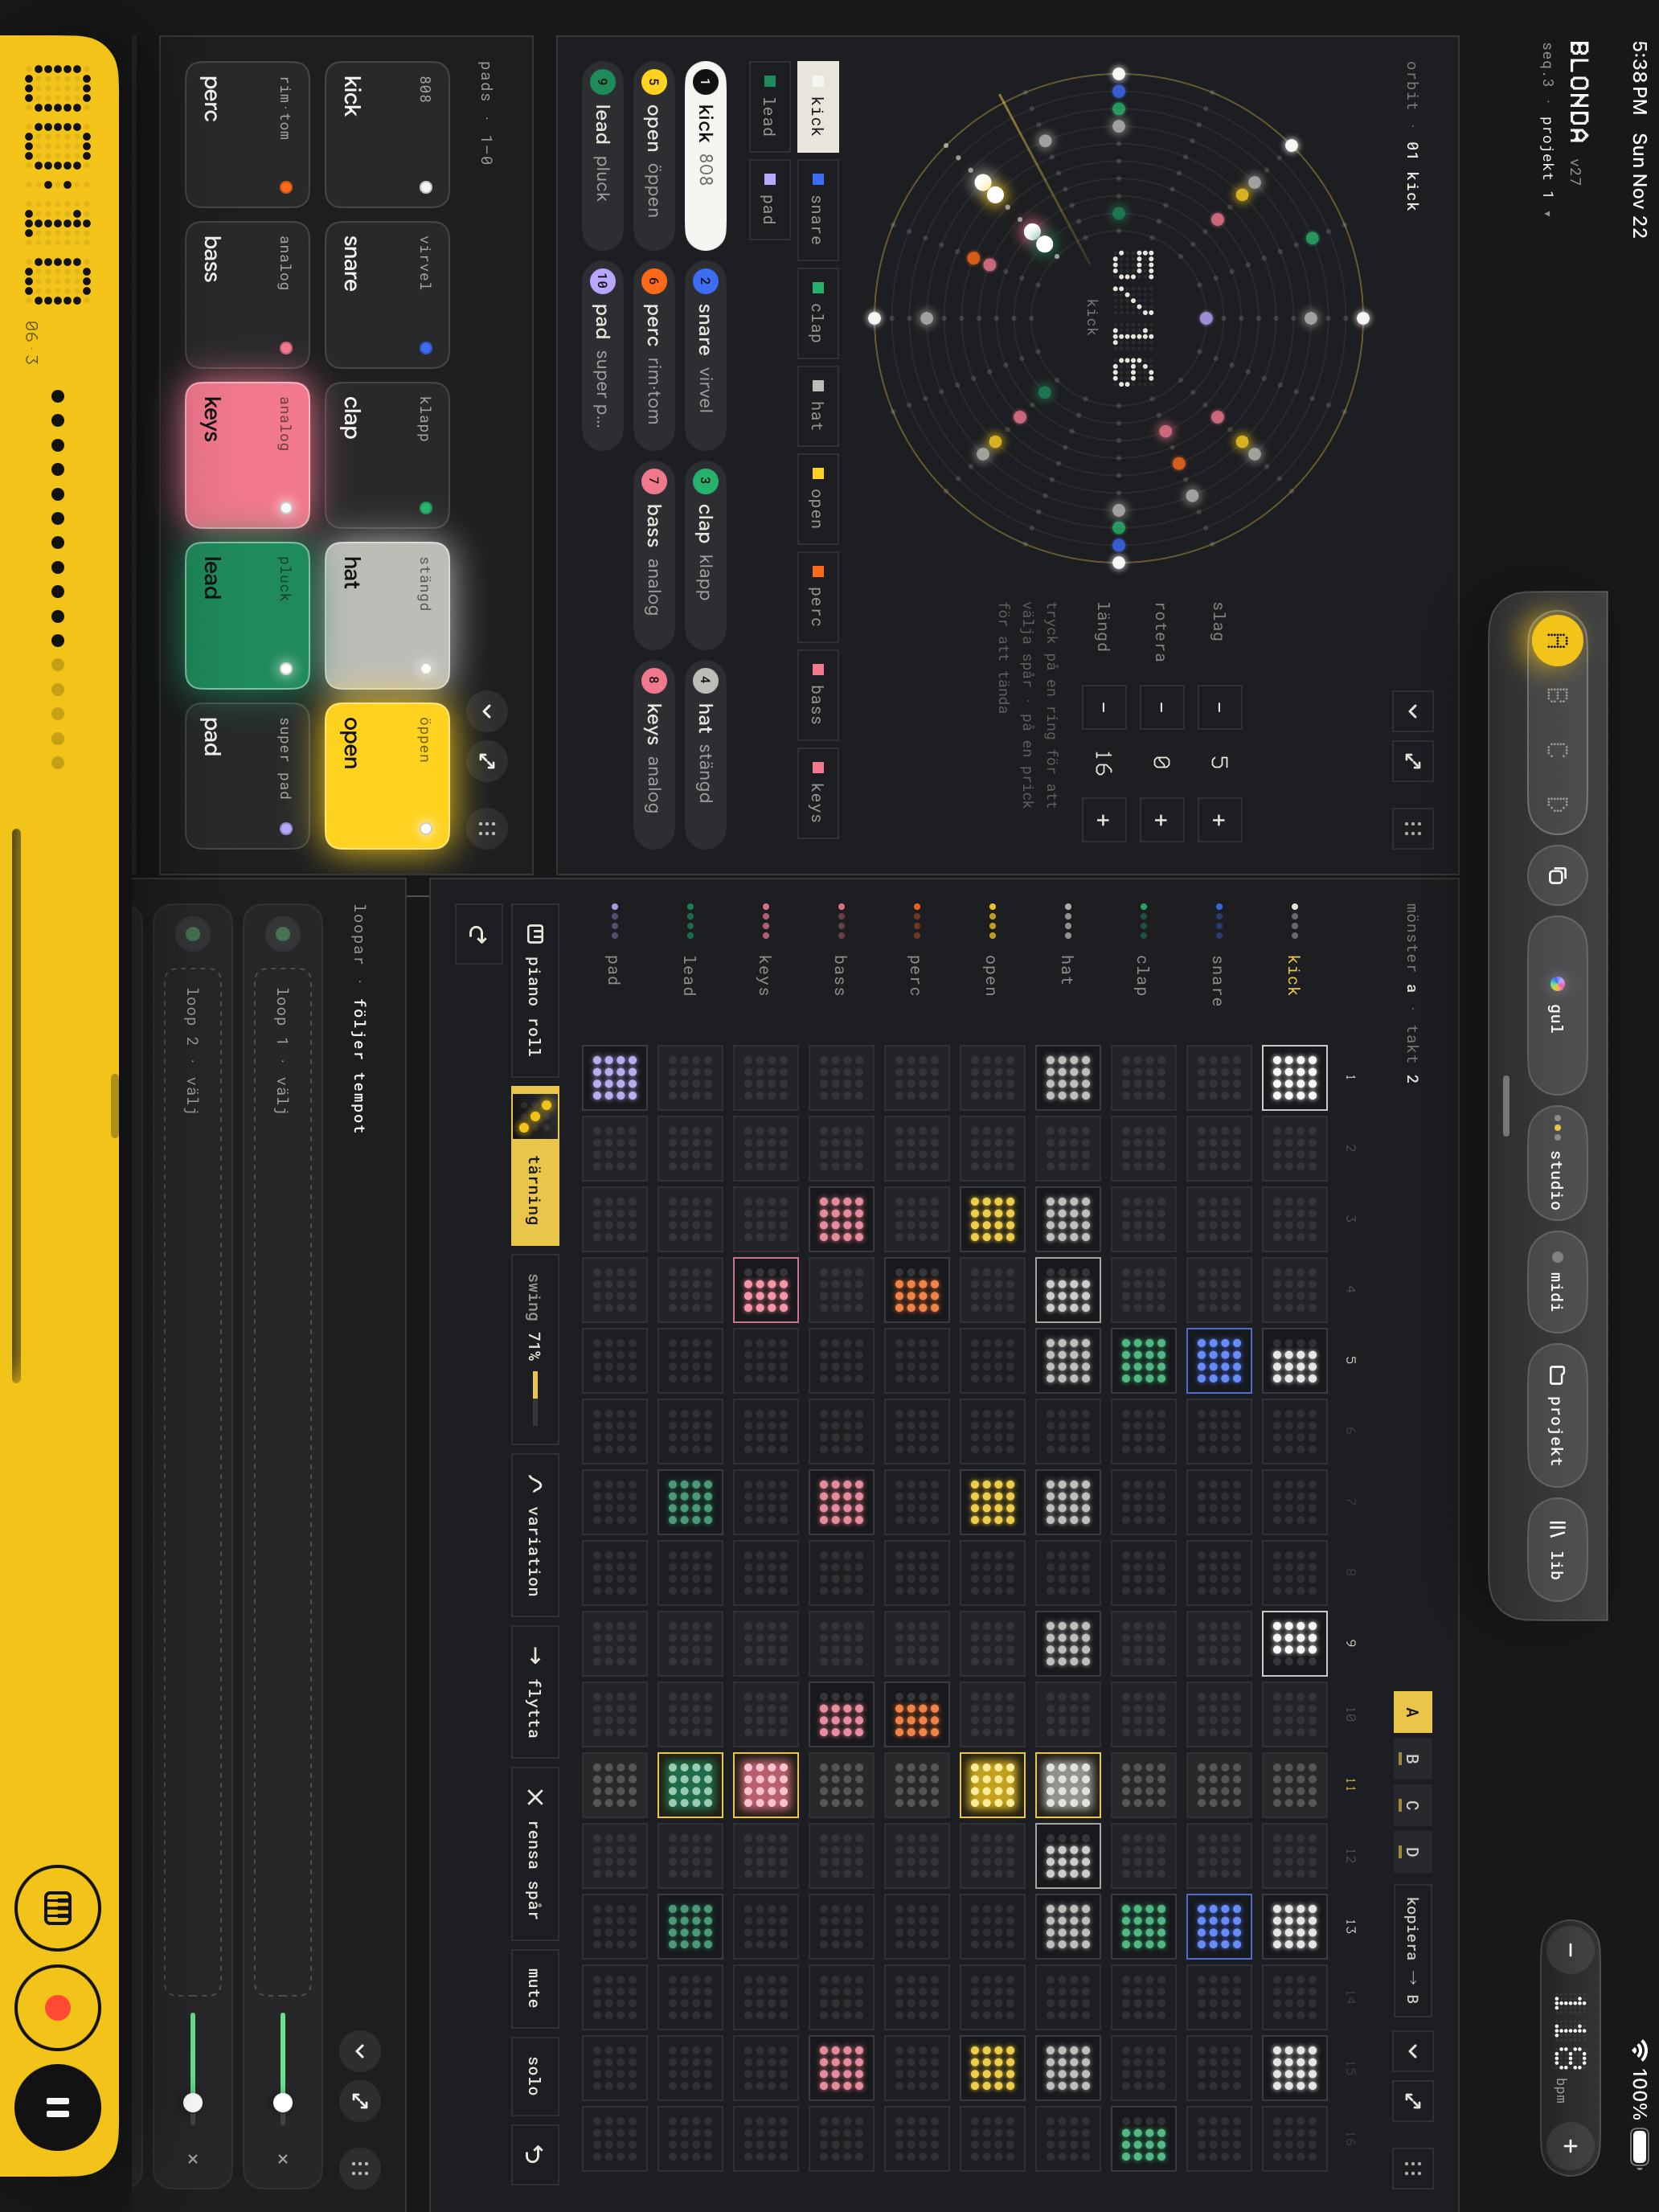 5:38 PM Sun Nov 22
100%
BLONDA v27
seq.3 · projekt 1 ▾
A B C D
gul
studio
midi
projekt
lib
− 118 bpm +
orbit · 01 kick
5/16
kick
slag − 5 +
rotera − 0 +
längd − 16 +
tryck på en ring för att
välja spår · på en prick
för att tända
kick snare clap hat open perc bass keys
lead pad
1 kick 808
2 snare virvel
3 clap klapp
4 hat stängd
5 open öppen
6 perc rim·tom
7 bass analog
8 keys analog
9 lead pluck
10 pad super p…
pads · 1–0
808
kick
virvel
snare
klapp
clap
stängd
hat
öppen
open
rim·tom
perc
analog
bass
analog
keys
pluck
lead
super pad
pad
mönster a · takt 2
A B C D kopiera → B
1 2 3 4 5 6 7 8 9 10 11 12 13 14 15 16
kick
snare
clap
hat
open
perc
bass
keys
lead
pad
piano roll
tärning
swing 71%
variation
flytta
rensa spår
mute
solo
loopar · följer tempot
loop 1 · välj ×
loop 2 · välj ×
06·3